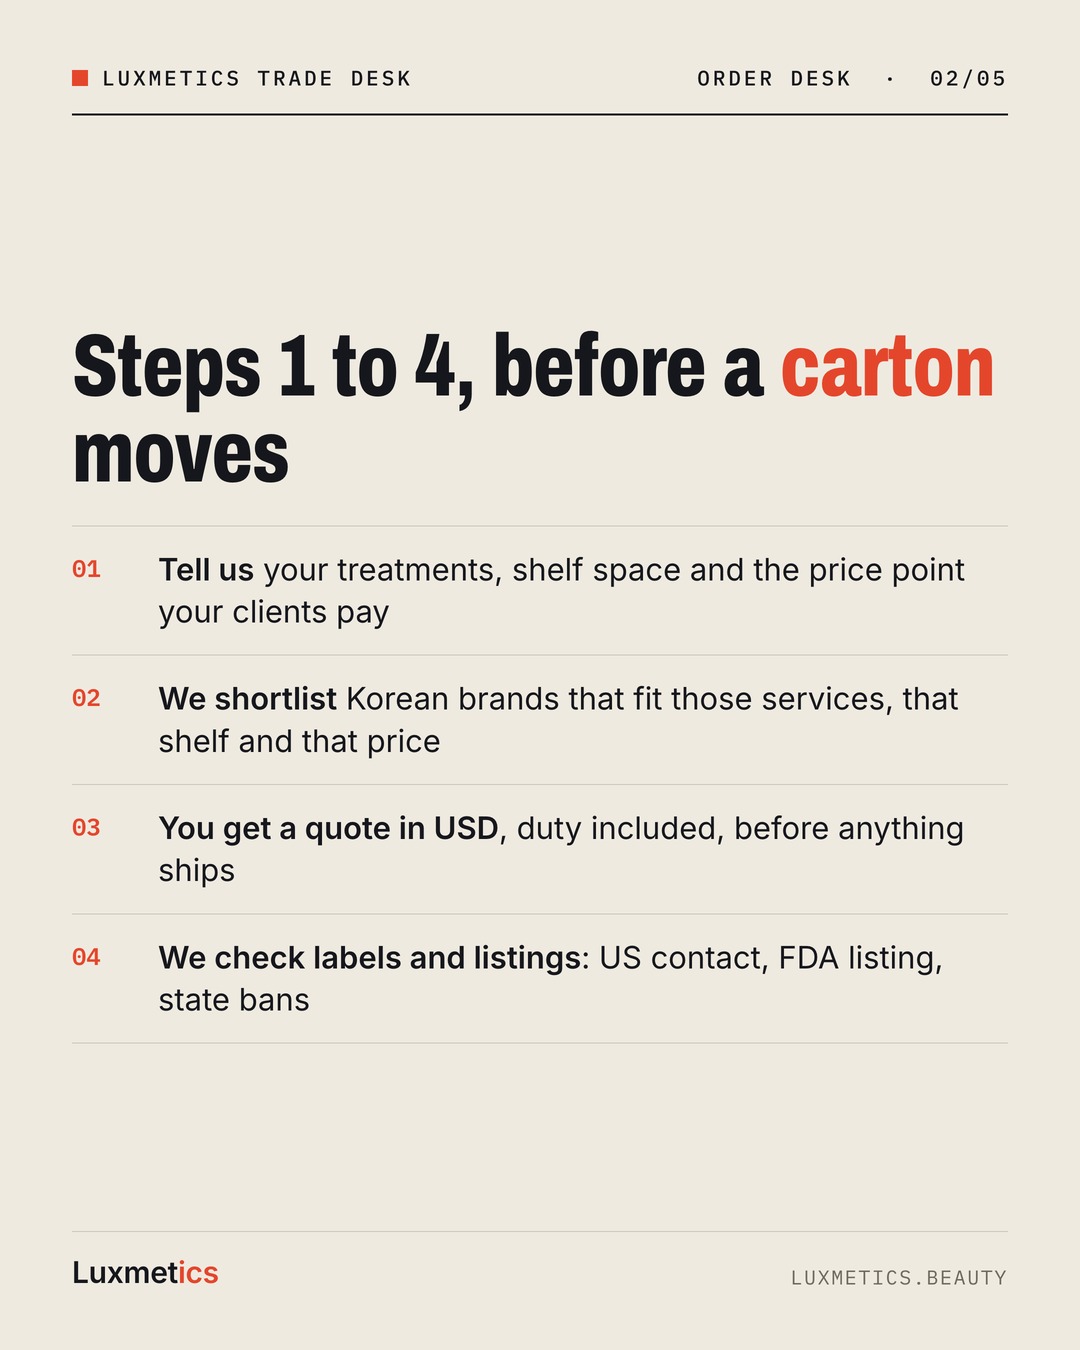 LUXMETICS TRADE DESK
ORDER DESK · 02/05
Steps 1 to 4, before a carton
moves
01
Tell us your treatments, shelf space and the price point
your clients pay
02
We shortlist Korean brands that fit those services, that
shelf and that price
03
You get a quote in USD, duty included, before anything
ships
04
We check labels and listings: US contact, FDA listing,
state bans
Luxmetics
LUXMETICS.BEAUTY